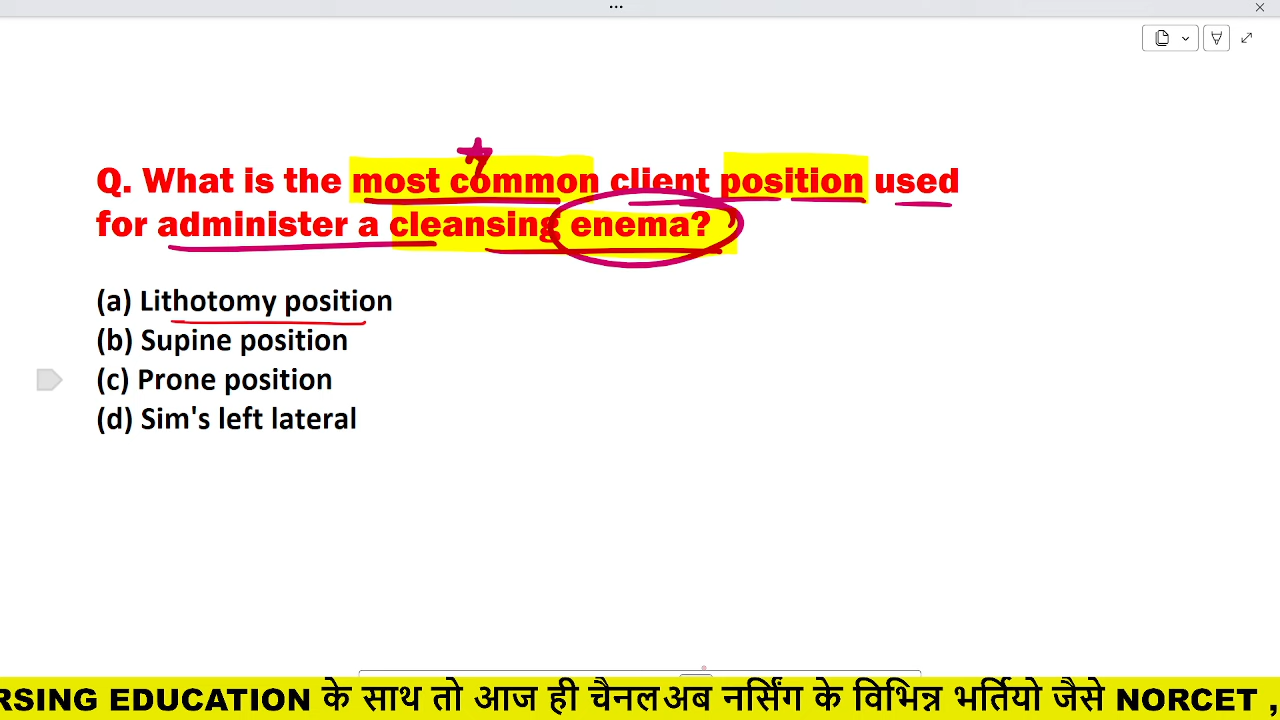 Q. What is the most common client position used
for administer a cleansing enema?
(a) Lithotomy position
(b) Supine position
(c) Prone position
(d) Sim's left lateral
RSING EDUCATION के साथ तो आज ही चैनलअब नर्सिंग के विभिन्न भर्तियो जैसे NORCET ,